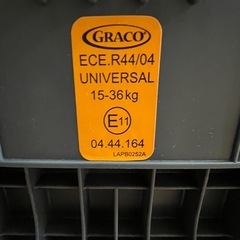 GRACO
ECE.R44/04
UNIVERSAL
15-36kg
E11
04.44.164
LAPB0252A